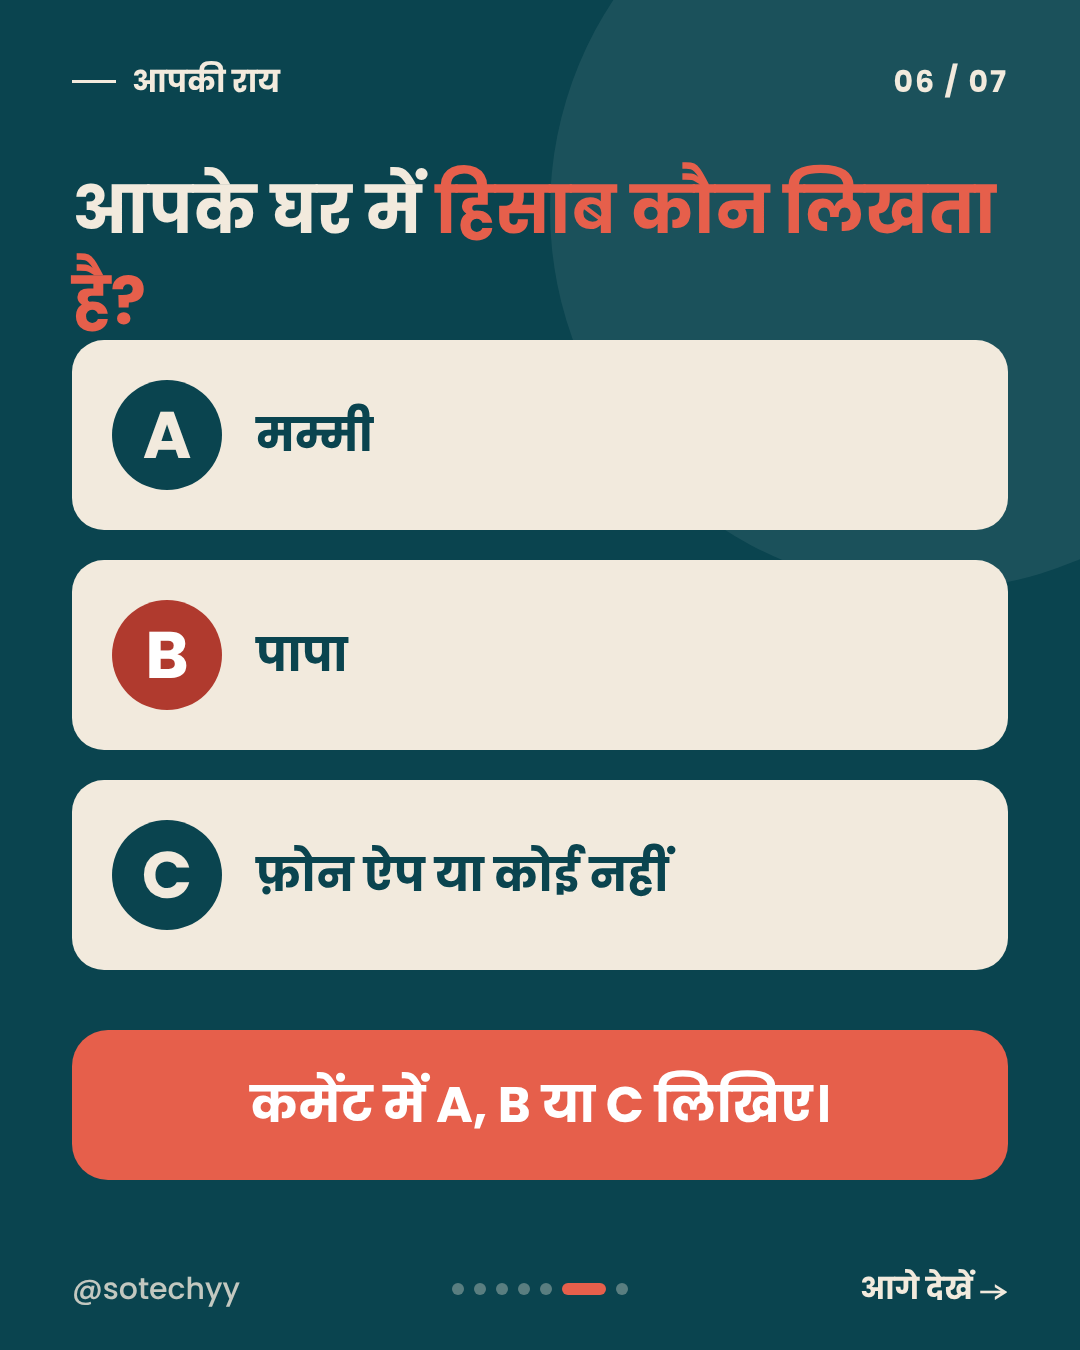 आपकी राय
06 / 07
आपके घर में हिसाब कौन लिखता
है?
A
मम्मी
B
पापा
C
फ़ोन ऐप या कोई नहीं
कमेंट में A, B या C लिखिए।
@sotechyy
आगे देखें →